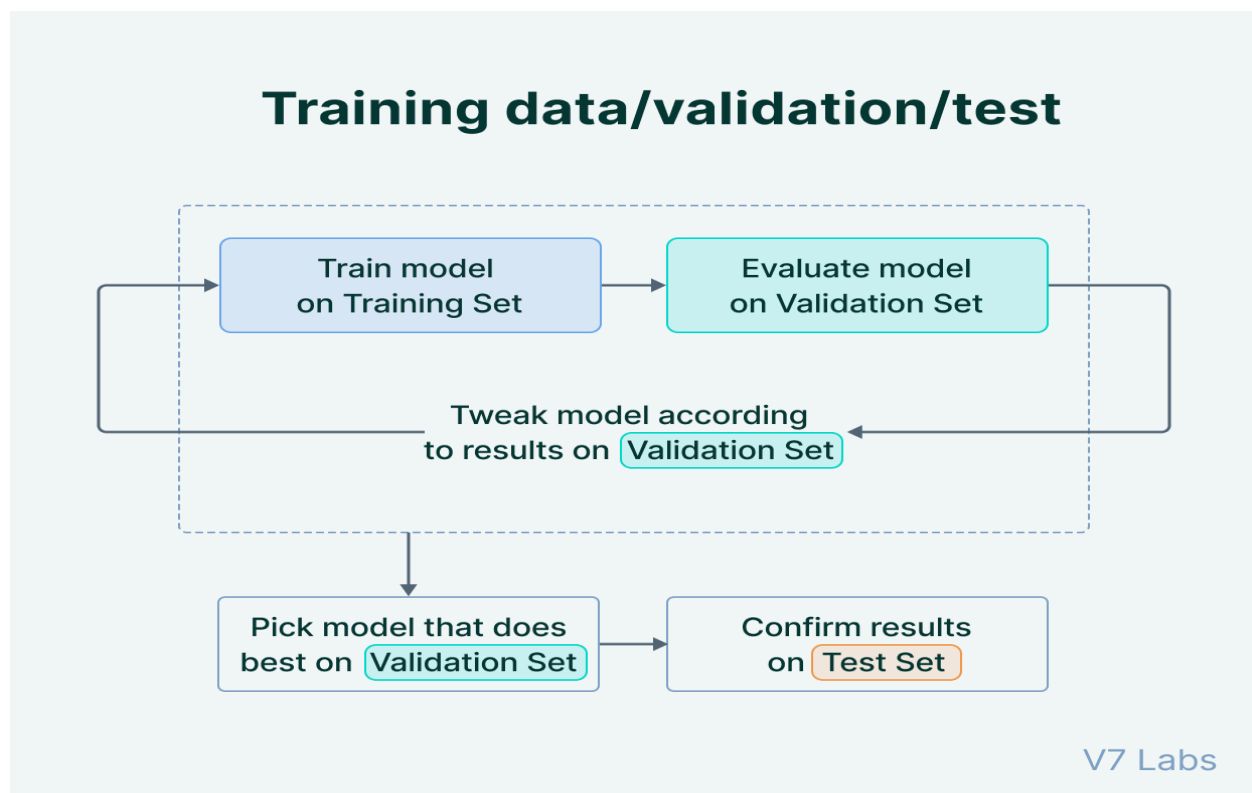 Training data/validation/test
Train model
on Training Set
Evaluate model
on Validation Set
Tweak model according
to results on Validation Set
Pick model that does
best on Validation Set
Confirm results
on Test Set
V7 Labs